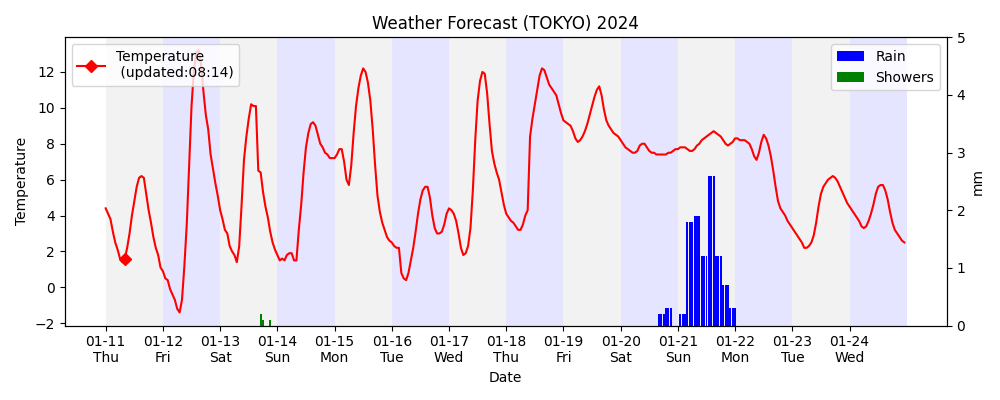 Weather Forecast (TOKYO) 2024
Temperature
(updated:08:14)
Rain
Showers
Temperature
12
10
8
6
4
2
0
−2
5
4
3
2
1
0
mm
01-11 01-12 01-13 01-14 01-15 01-16 01-17 01-18 01-19 01-20 01-21 01-22 01-23 01-24
Thu Fri Sat Sun Mon Tue Wed Thu Fri Sat Sun Mon Tue Wed
Date